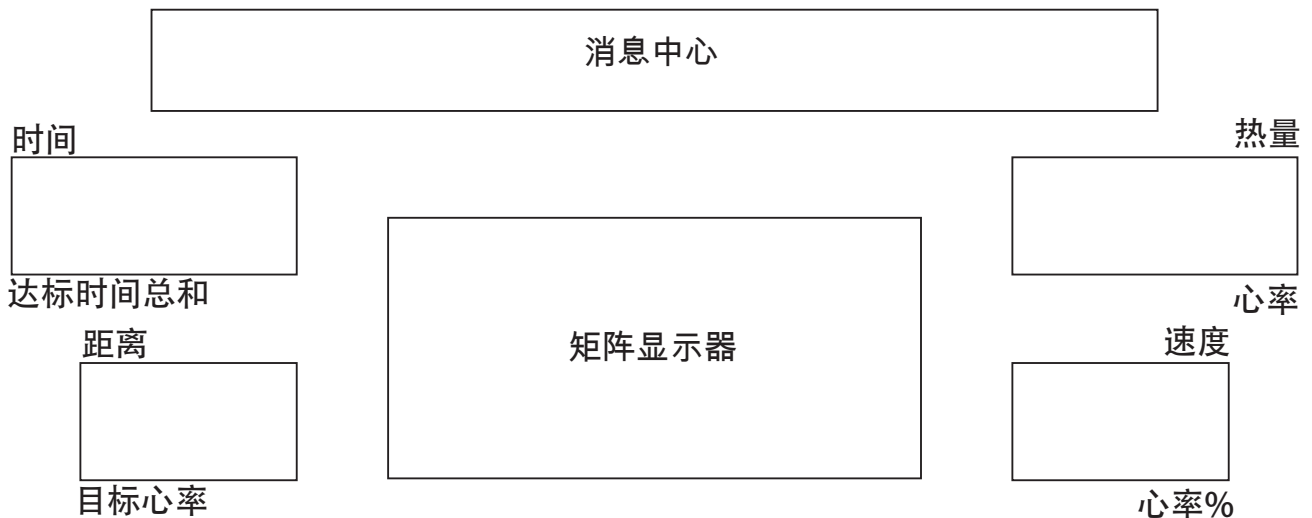 消息中心
时间
热量
达标时间总和
心率
距离
矩阵显示器
速度
目标心率
心率%